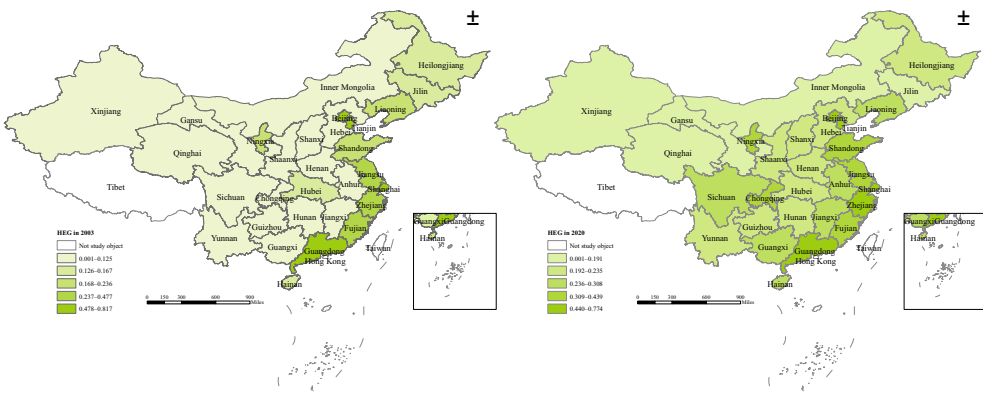 ±
Heilongjiang
Jilin
Liaoning
Inner Mongolia
Xinjiang
Gansu
Beijing
Tianjin
Hebei
Ningxia
Shanxi
Shandong
Qinghai
Shaanxi
Henan
Jiangsu
Tibet
Anhui
Shanghai
Hubei
Sichuan
Chongqing
Zhejiang
Hunan
Jiangxi
Guizhou
Fujian
Yunnan
Guangxi
Guangdong
Taiwan
Hong Kong
Hainan
HEG in 2003
Not study object
0.001–0.125
0.126–0.167
0.168–0.236
0.237–0.477
0.478–0.817
0 150 300 600 900
Miles
Guangxi Guangdong
Hainan
±
Heilongjiang
Jilin
Liaoning
Inner Mongolia
Xinjiang
Gansu
Beijing
Tianjin
Hebei
Ningxia
Shanxi
Shandong
Qinghai
Shaanxi
Henan
Jiangsu
Tibet
Anhui
Shanghai
Hubei
Sichuan
Chongqing
Zhejiang
Hunan
Jiangxi
Guizhou
Fujian
Yunnan
Guangxi
Guangdong
Taiwan
Hong Kong
Hainan
HEG in 2020
Not study object
0.001–0.191
0.192–0.235
0.236–0.308
0.309–0.439
0.440–0.774
0 150 300 600 900
Miles
Guangxi Guangdong
Hainan